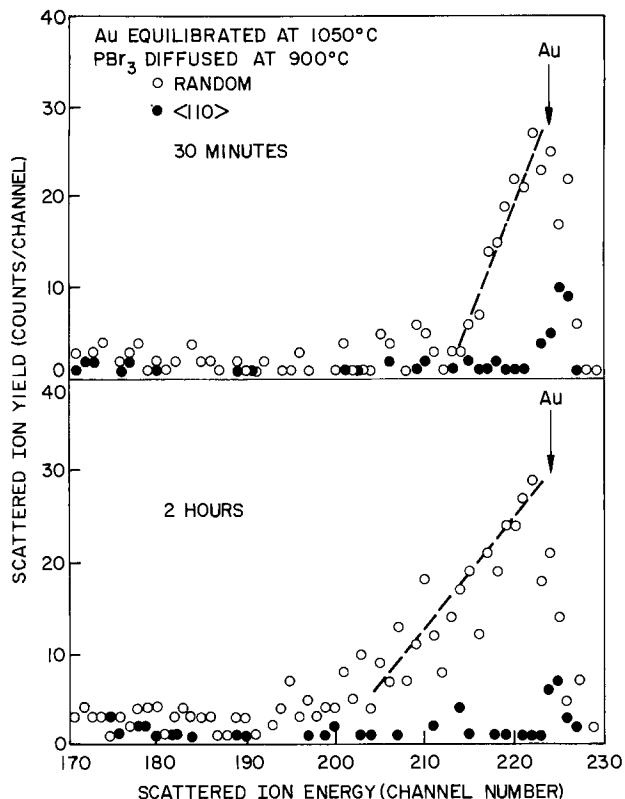 Au EQUILIBRATED AT 1050°C
PBr₃ DIFFUSED AT 900°C
○ RANDOM
● <110>
30 MINUTES
Au
40
30
20
10
0
Au
2 HOURS
40
30
20
10
0
170 180 190 200 210 220 230
SCATTERED ION ENERGY (CHANNEL NUMBER)
SCATTERED ION YIELD (COUNTS/CHANNEL)